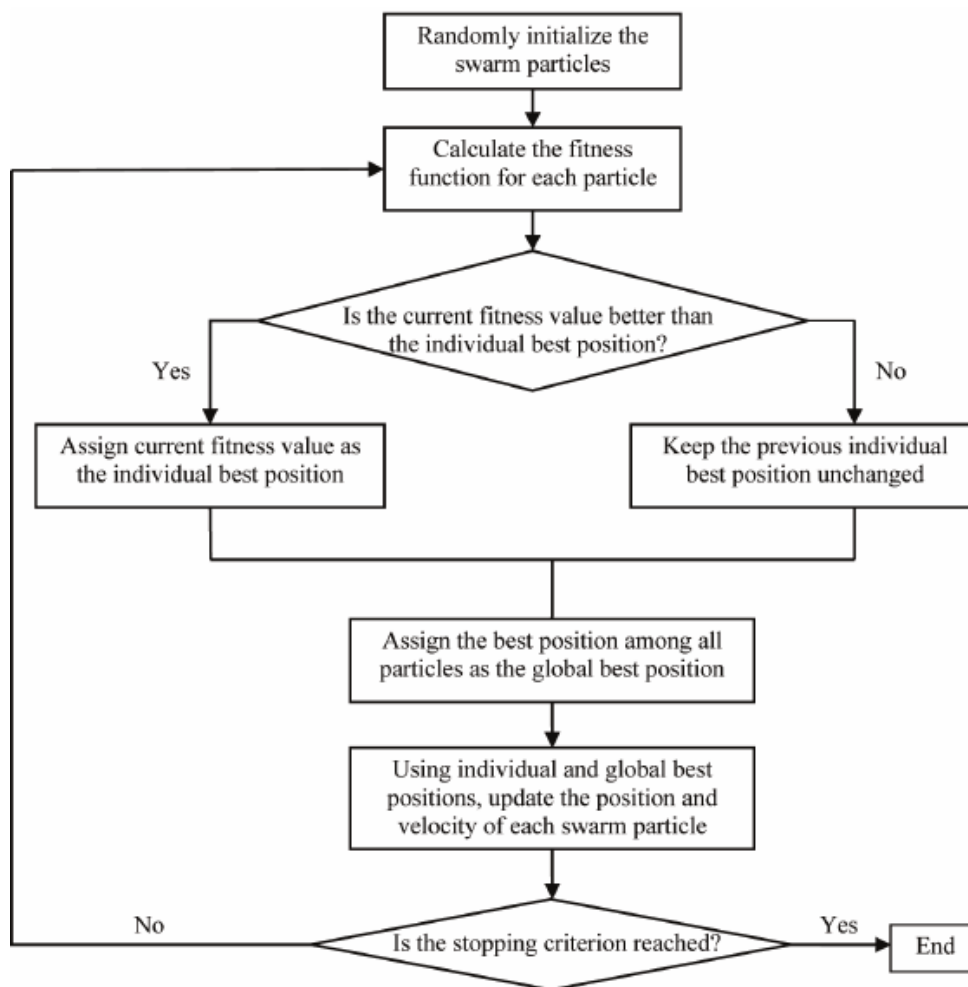 Randomly initialize the
swarm particles
Calculate the fitness
function for each particle
Is the current fitness value better than
the individual best position?
Yes
No
Assign current fitness value as
the individual best position
Keep the previous individual
best position unchanged
Assign the best position among all
particles as the global best position
Using individual and global best
positions, update the position and
velocity of each swarm particle
No
Is the stopping criterion reached?
Yes
End